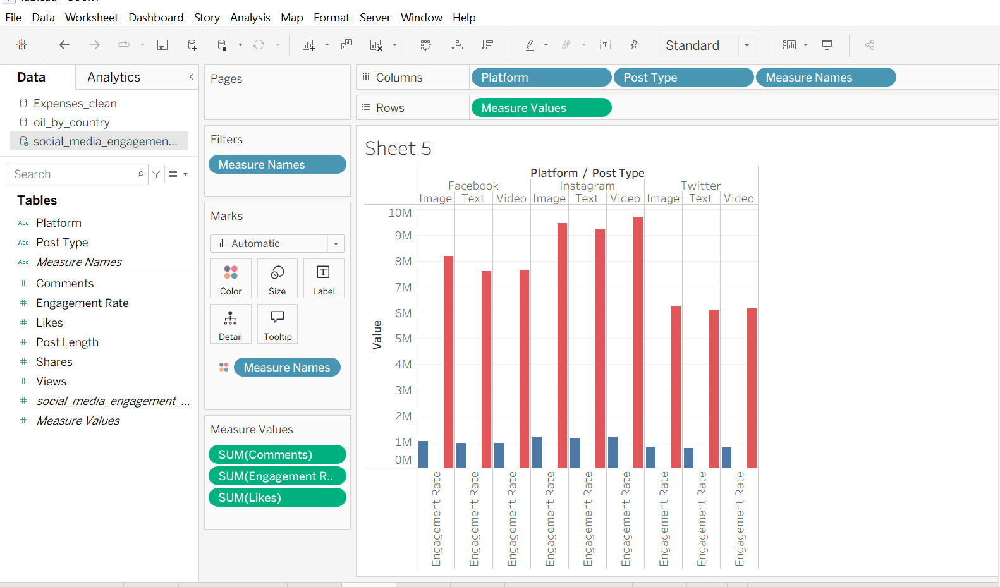 File Data Worksheet Dashboard Story Analysis Map Format Server Window Help
Standard
Data Analytics
Expenses_clean
oil_by_country
social_media_engagemen...
Search
Tables
Abc Platform
Abc Post Type
Abc Measure Names
# Comments
# Engagement Rate
# Likes
# Post Length
# Shares
# Views
# social_media_engagement_...
# Measure Values
Pages
Filters
Measure Names
Marks
Automatic
Color Size Label
Detail Tooltip
Measure Names
Measure Values
SUM(Comments)
SUM(Engagement R..
SUM(Likes)
Columns Platform Post Type Measure Names
Rows Measure Values
Sheet 5
Platform / Post Type
Facebook Instagram Twitter
Image Text Video Image Text Video Image Text Video
10M
9M
8M
7M
6M
5M
4M
3M
2M
1M
0M
Value
Engagement Rate
Engagement Rate
Engagement Rate
Engagement Rate
Engagement Rate
Engagement Rate
Engagement Rate
Engagement Rate
Engagement Rate